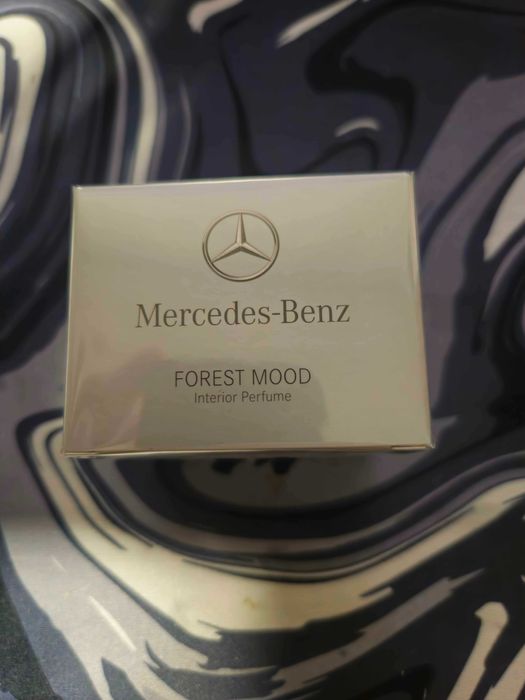 Mercedes-Benz
FOREST MOOD
Interior Perfume